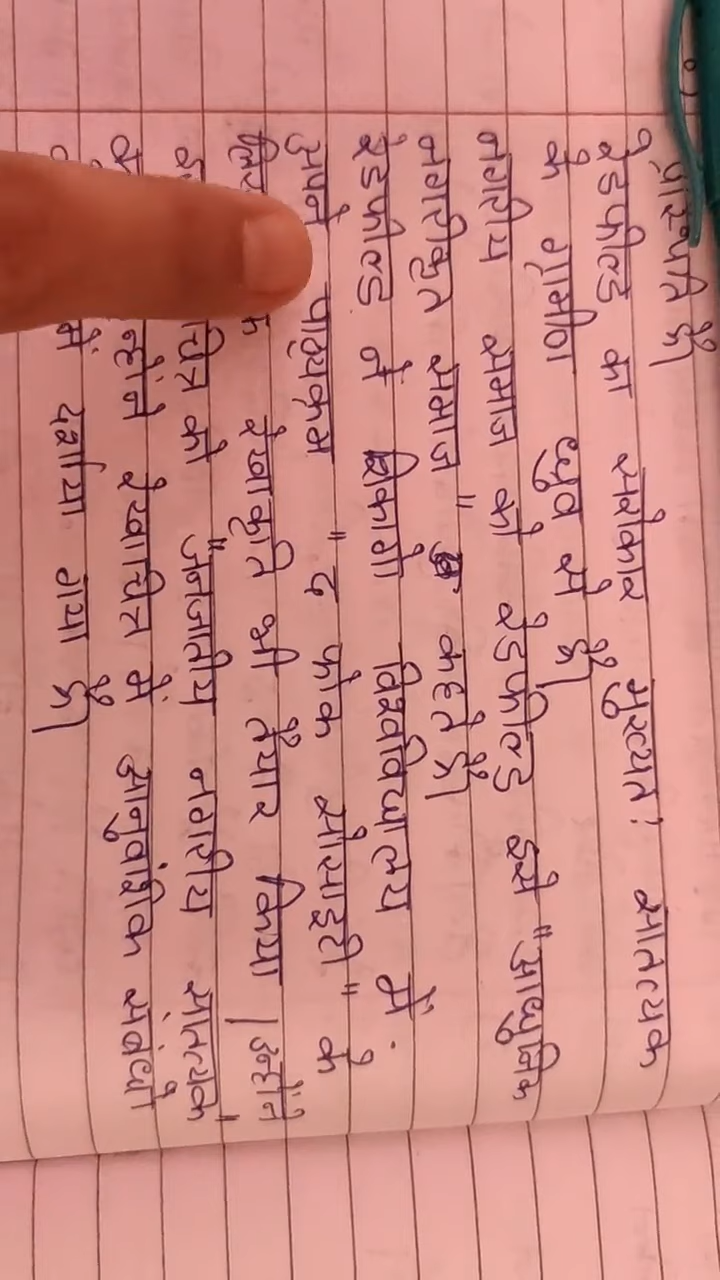 परिस्थिति है।
रेडफील्ड का सरोकार मुख्यतः सातत्यक
के ग्रामीण ध्रुव से है।
नगरीय समाज को रेडफील्ड इसे "आधुनिक
नगरीकृत समाज" कहते है।
रेडफील्ड ने शिकागो विश्वविद्यालय में
अपने पाठ्यक्रम "द फोक सोसाइटी" के
रेखाकृति भी तैयार किया। उन्होंने
चित्र को "जनजातीय नगरीय सातत्यक"
रेखाचित्र में आनुवंशिक संबंधों
में दर्शाया गया है।